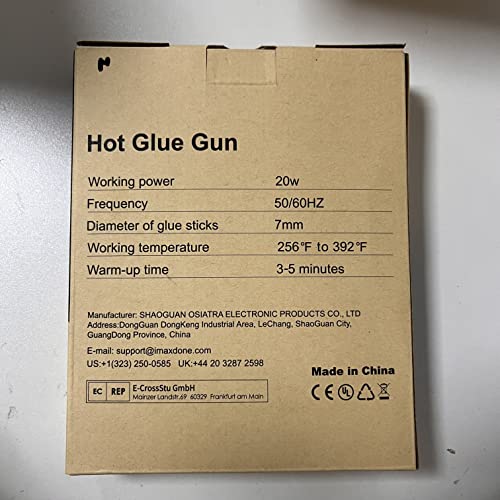 Hot Glue Gun
Working power 20w
Frequency 50/60HZ
Diameter of glue sticks 7mm
Working temperature 256°F to 392°F
Warm-up time 3-5 minutes
Manufacturer: SHAOGUAN OSIATRA ELECTRONIC PRODUCTS CO., LTD
Address:DongGuan DongKeng Industrial Area, LeChang, ShaoGuan City,
GuangDong Province, China
E-mail: support@imaxdone.com
US:+1(323) 250-0585 UK:+44 20 3287 2598
EC REP E-CrossStu GmbH
Mainzer Landstr.69 60329 Frankfurt am Main
Made in China
CE UL